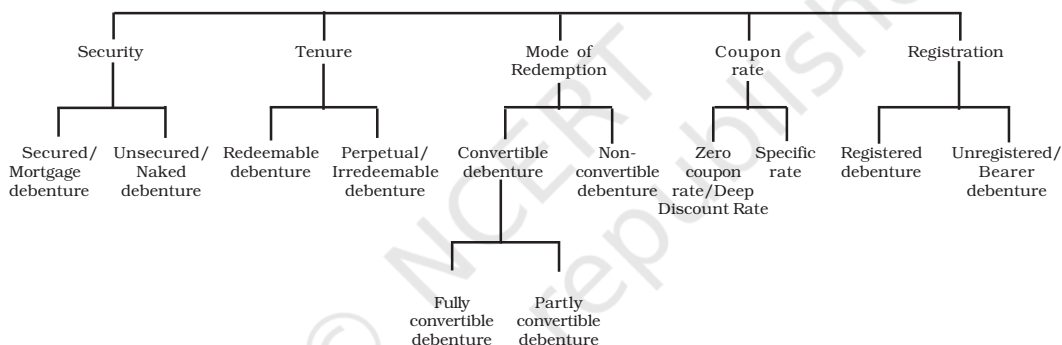 Security
Tenure
Mode of
Redemption
Coupon
rate
Registration
Secured/
Mortgage
debenture
Unsecured/
Naked
debenture
Redeemable
debenture
Perpetual/
Irredeemable
debenture
Convertible
debenture
Non-
convertible
debenture
Zero
coupon
rate/Deep
Discount Rate
Specific
rate
Registered
debenture
Unregistered/
Bearer
debenture
Fully
convertible
debenture
Partly
convertible
debenture
© NCERT
republishe